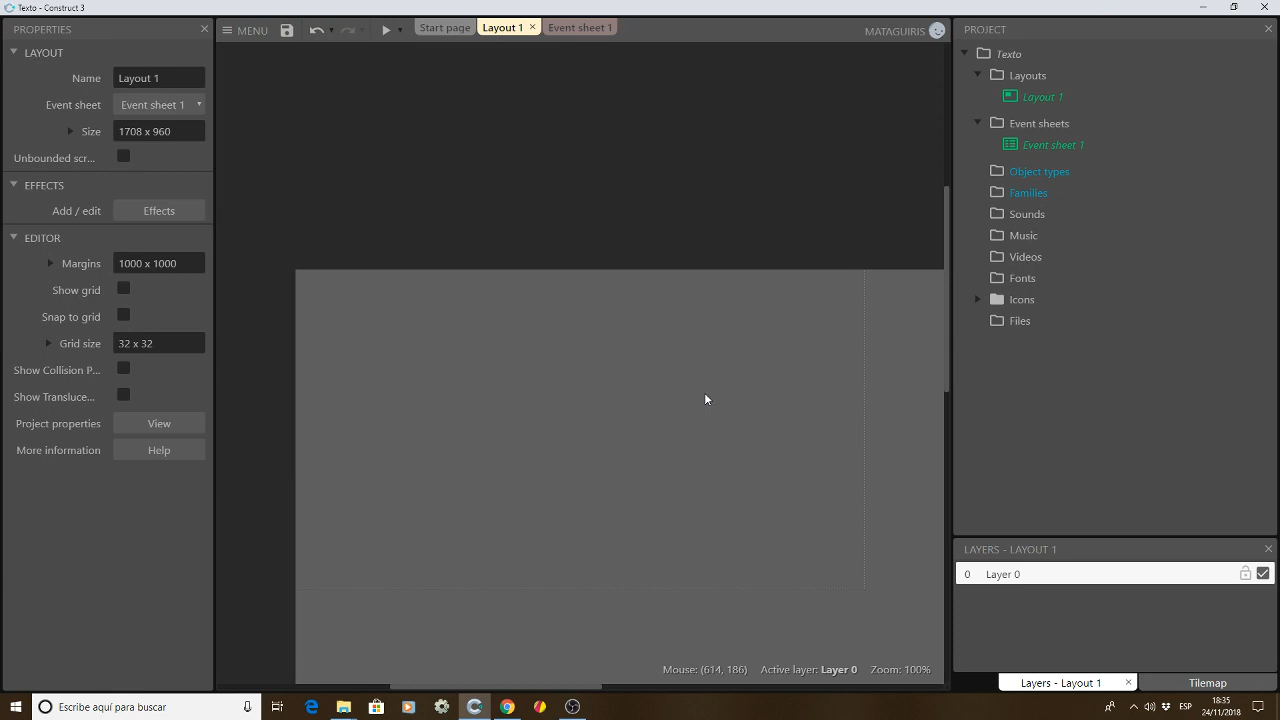 Texto - Construct 3
PROPERTIES
LAYOUT
Name Layout 1
Event sheet Event sheet 1
Size 1708 x 960
Unbounded scr...
EFFECTS
Add / edit Effects
EDITOR
Margins 1000 x 1000
Show grid
Snap to grid
Grid size 32 x 32
Show Collision P...
Show Transluce...
Project properties View
More information Help
MENU
Start page Layout 1 Event sheet 1
MATAGUIRIS
Mouse: (614, 186) Active layer: Layer 0 Zoom: 100%
PROJECT
Texto
Layouts
Layout 1
Event sheets
Event sheet 1
Object types
Families
Sounds
Music
Videos
Fonts
Icons
Files
LAYERS - LAYOUT 1
0 Layer 0
Layers - Layout 1 Tilemap
Escribe aquí para buscar
ESP
18:35
24/11/2018